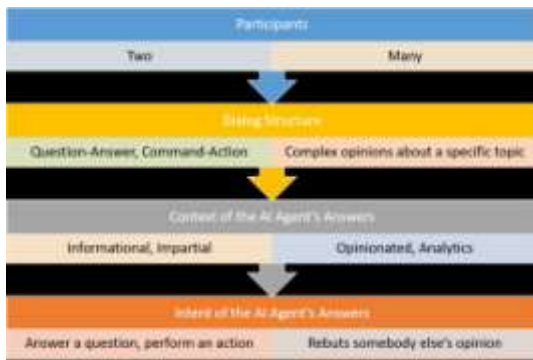 Participants
Two Many
Dialog Structure
Question-Answer, Command-Action Complex opinions about a specific topic
Context of the AI Agent's Answers
Informational, Impartial Opinionated, Analytics
Intent of the AI Agent's Answers
Answer a question, perform an action Rebuts somebody else's opinion